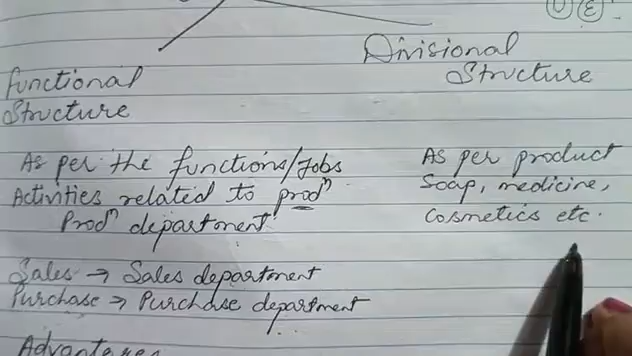 U E
Functional
Structure
Divisional
Structure
As per the functions/Jobs
Activities related to prodⁿ
Prodⁿ department
Sales → Sales department
Purchase → Purchase department
As per product
Soap, medicine,
Cosmetics etc.
Advantages